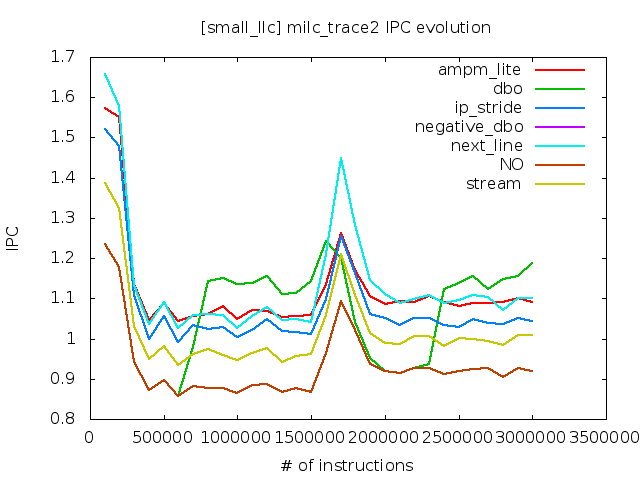 [small_llc] milc_trace2 IPC evolution
1.7
1.6
1.5
1.4
1.3
1.2
1.1
1
0.9
0.8
IPC
ampm_lite
dbo
ip_stride
negative_dbo
next_line
NO
stream
0 500000 1000000 1500000 2000000 2500000 3000000 3500000
# of instructions